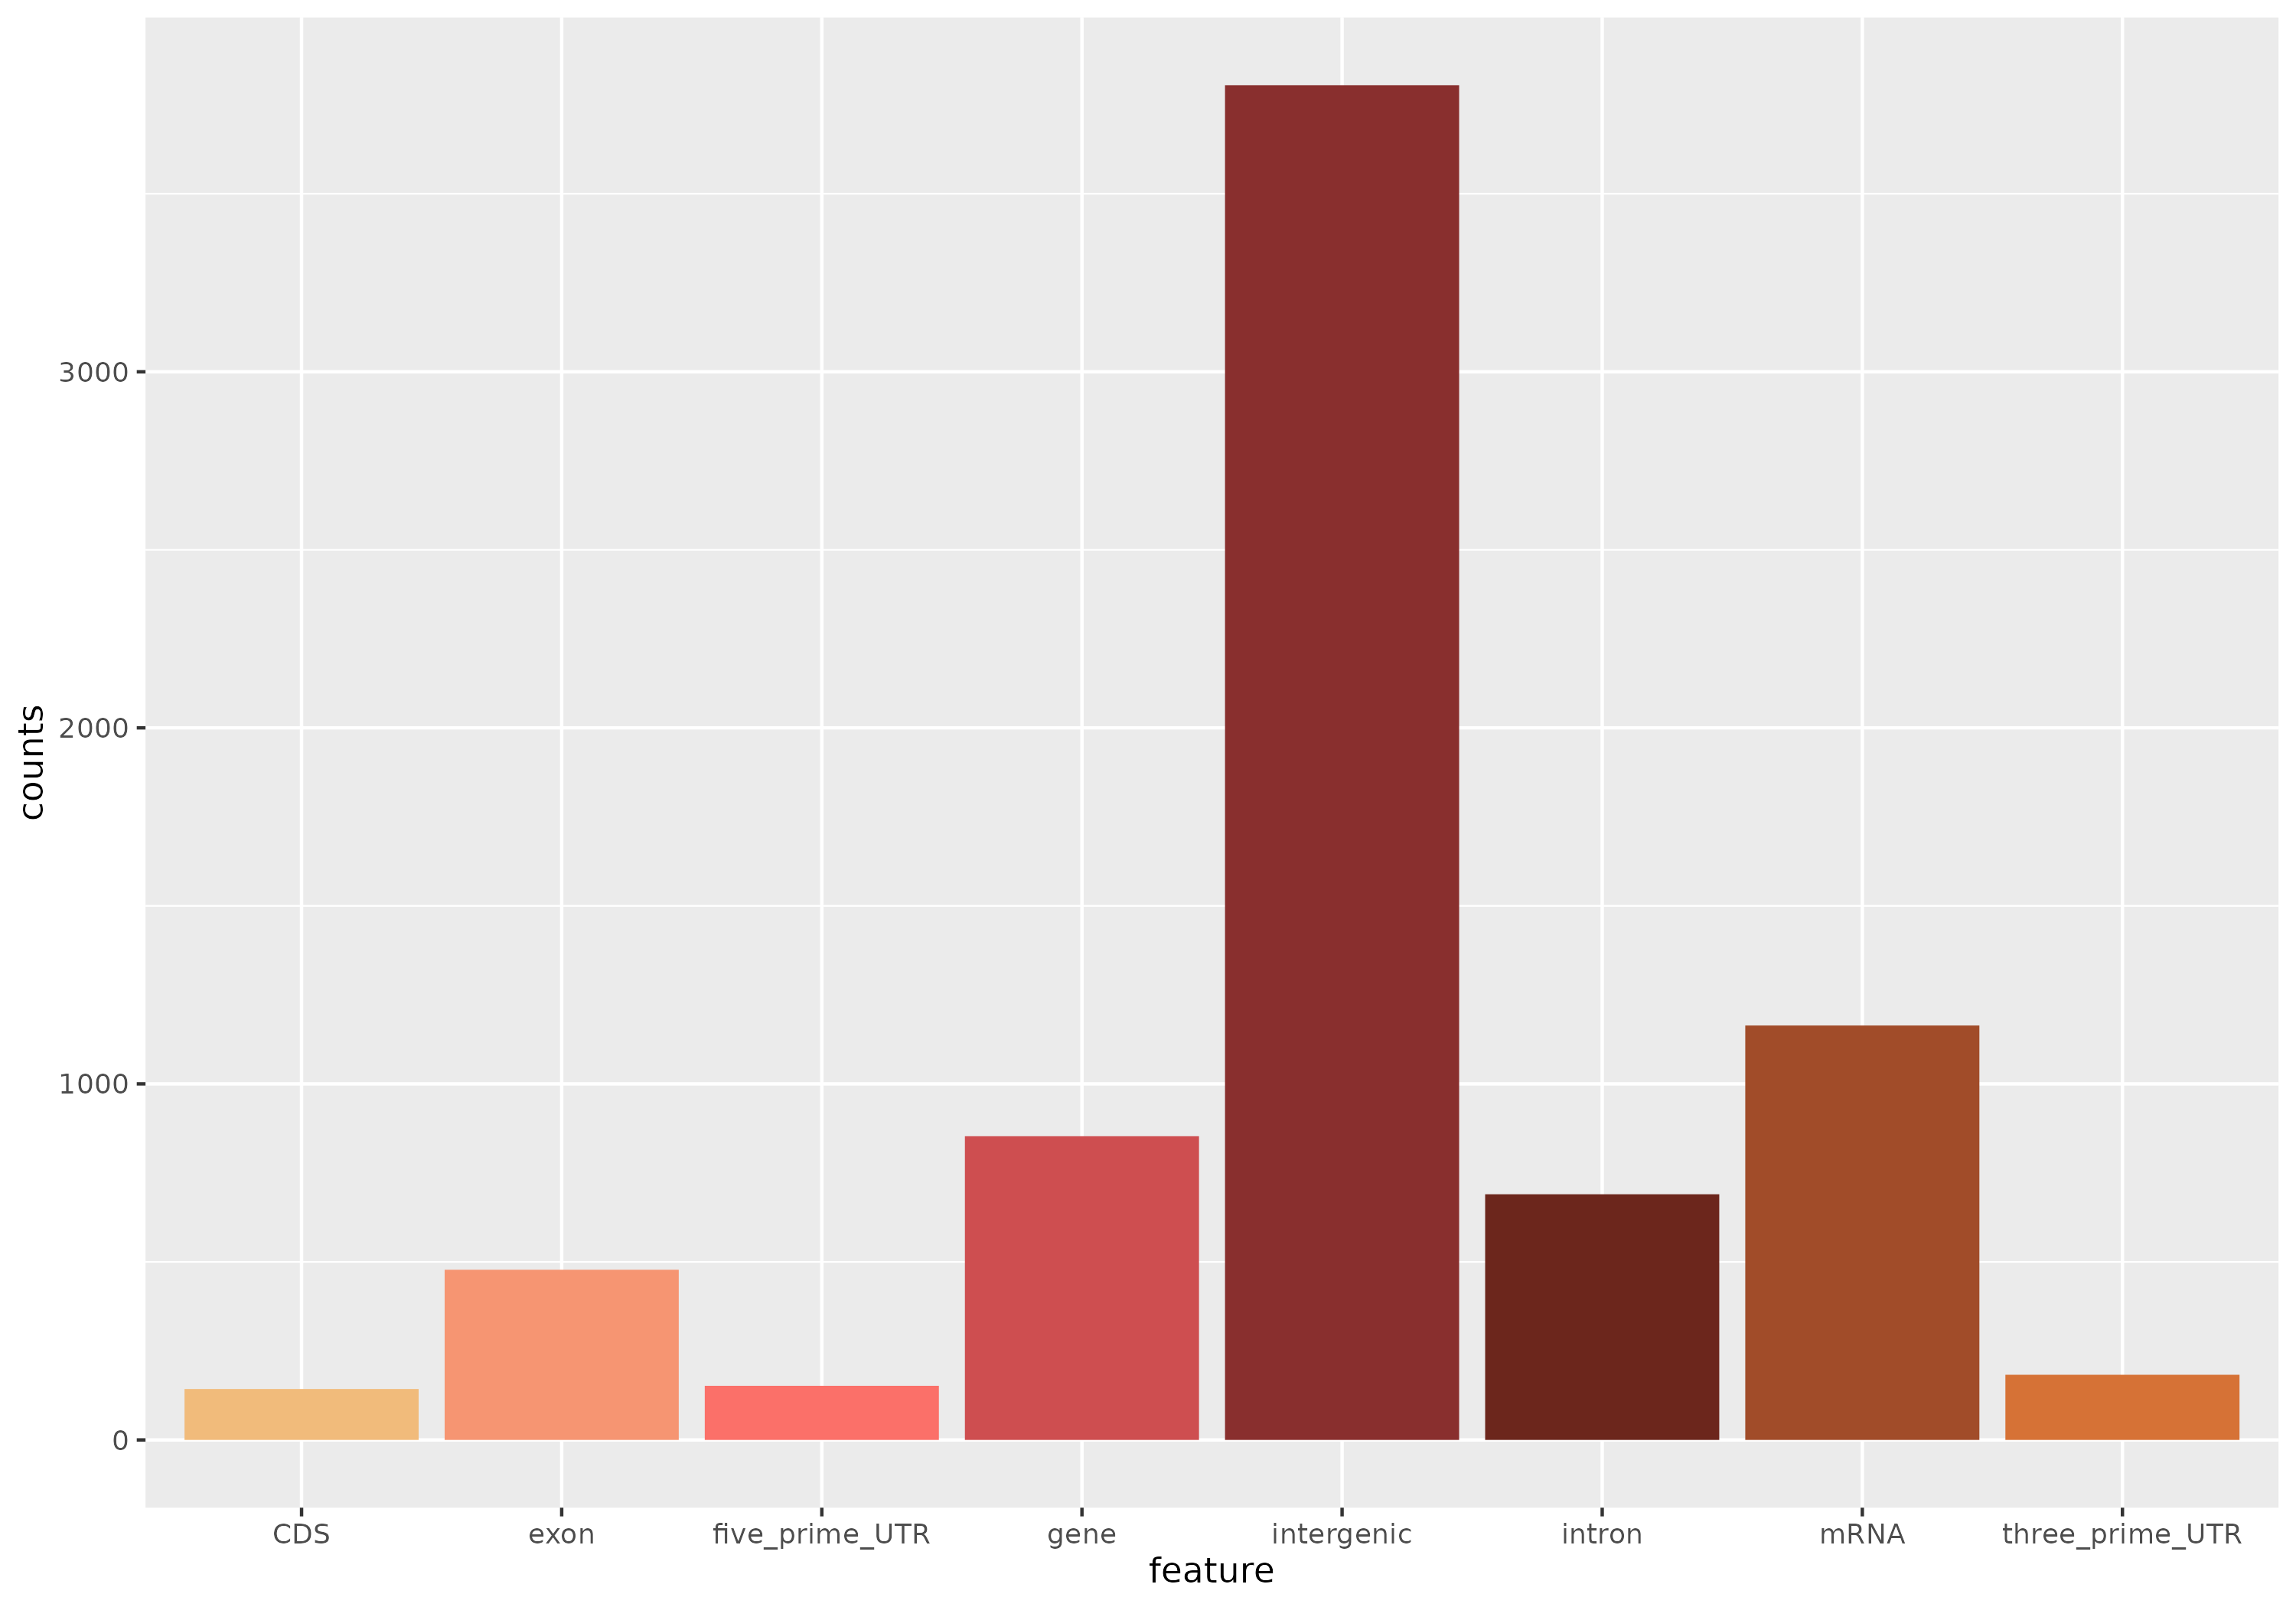 counts
3000
2000
1000
0
CDS exon five_prime_UTR gene intergenic intron mRNA three_prime_UTR
feature